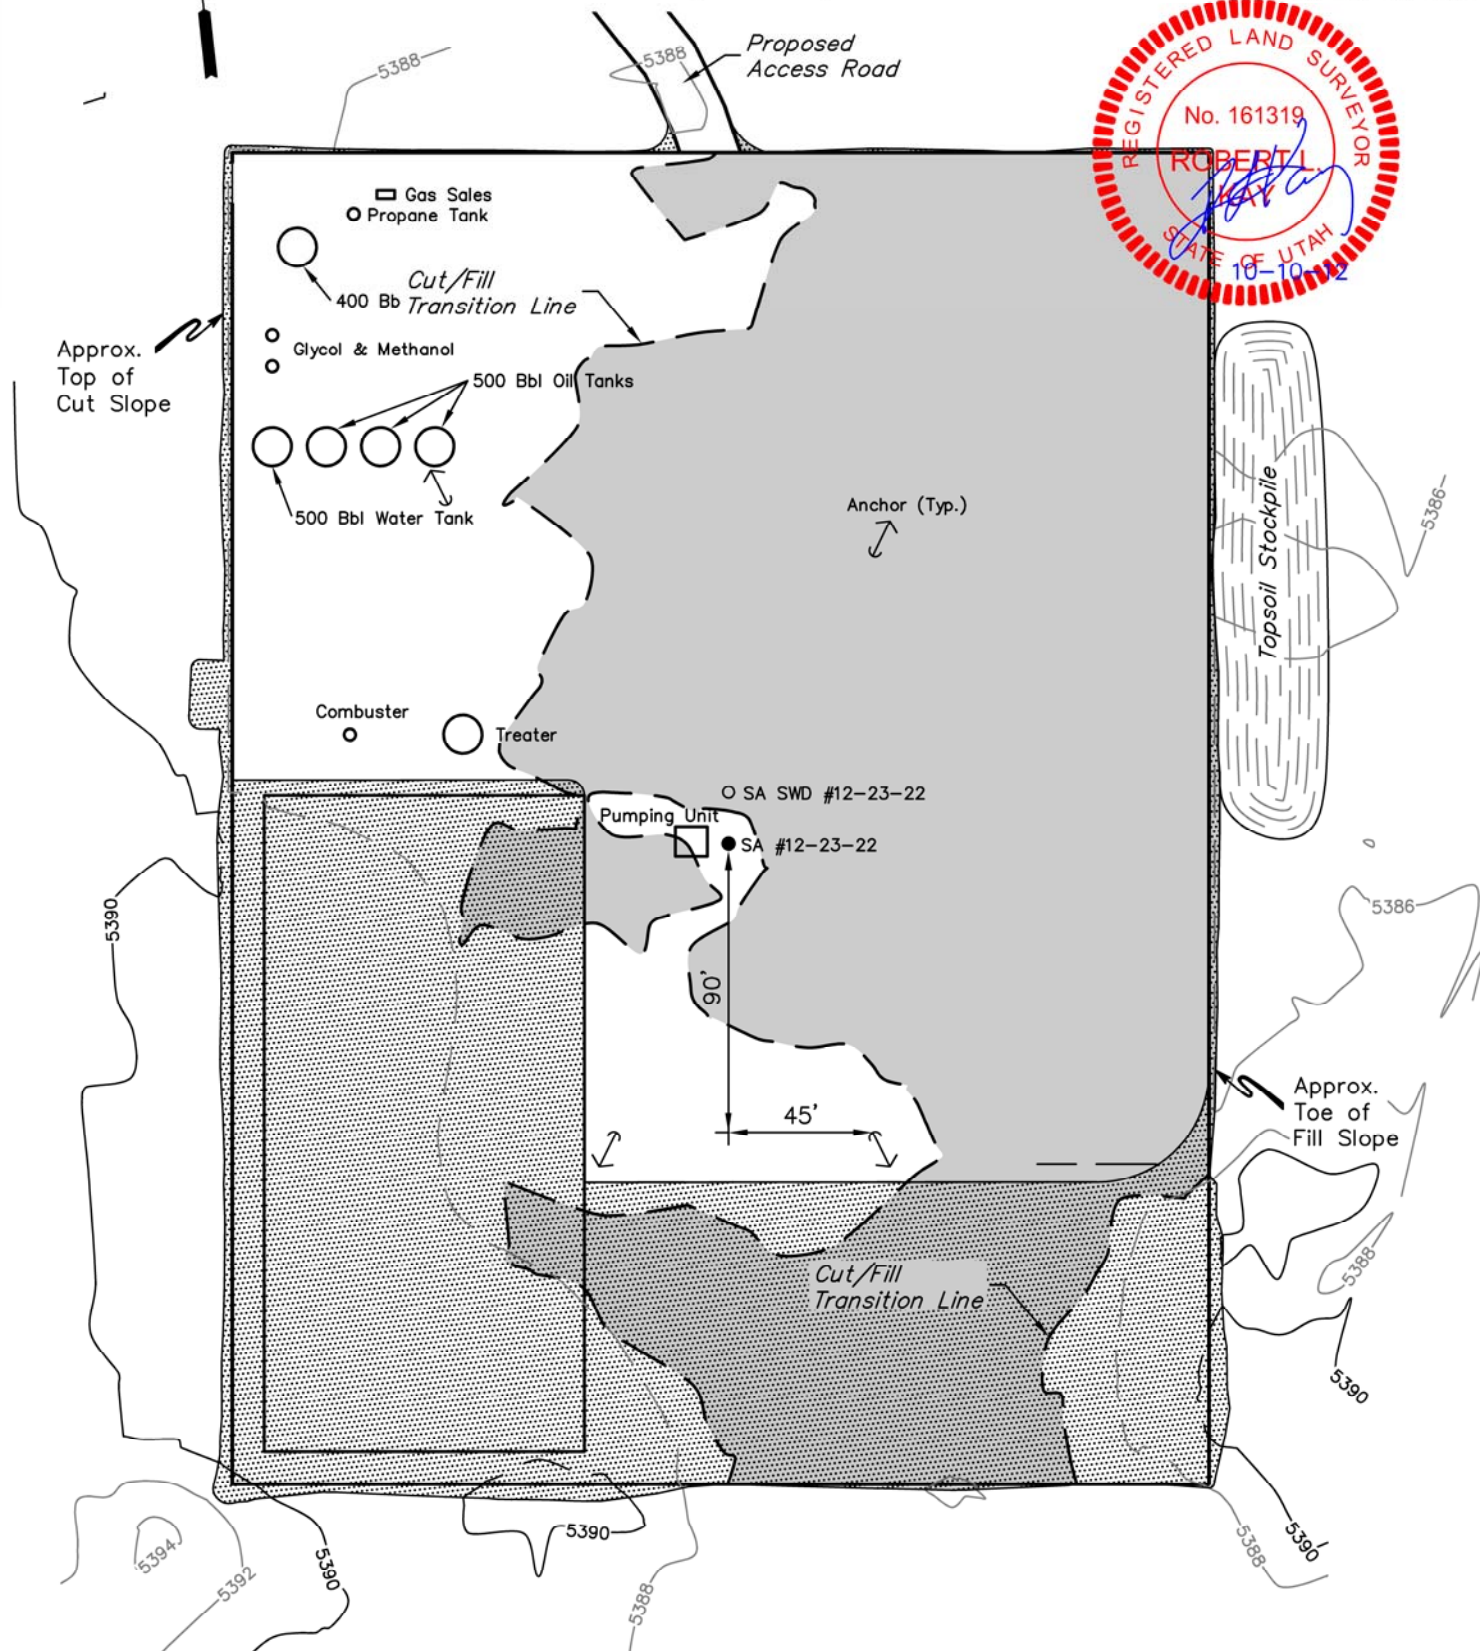 5388
5388
Proposed
Access Road
REGISTERED LAND SURVEYOR
No. 161319
ROBERT L.
KAY
STATE OF UTAH
10-10-12
Gas Sales
Propane Tank
400 Bb
Cut/Fill
Transition Line
Approx.
Top of
Cut Slope
Glycol & Methanol
500 Bbl Oil Tanks
500 Bbl Water Tank
Anchor (Typ.)
Topsoil Stockpile
5386
Combuster
Treater
SA SWD #12-23-22
Pumping Unit
SA #12-23-22
5390
5386
90'
45'
Approx.
Toe of
Fill Slope
Cut/Fill
Transition Line
5388
5390
5390
5394
5392
5390
5388
5388
5390